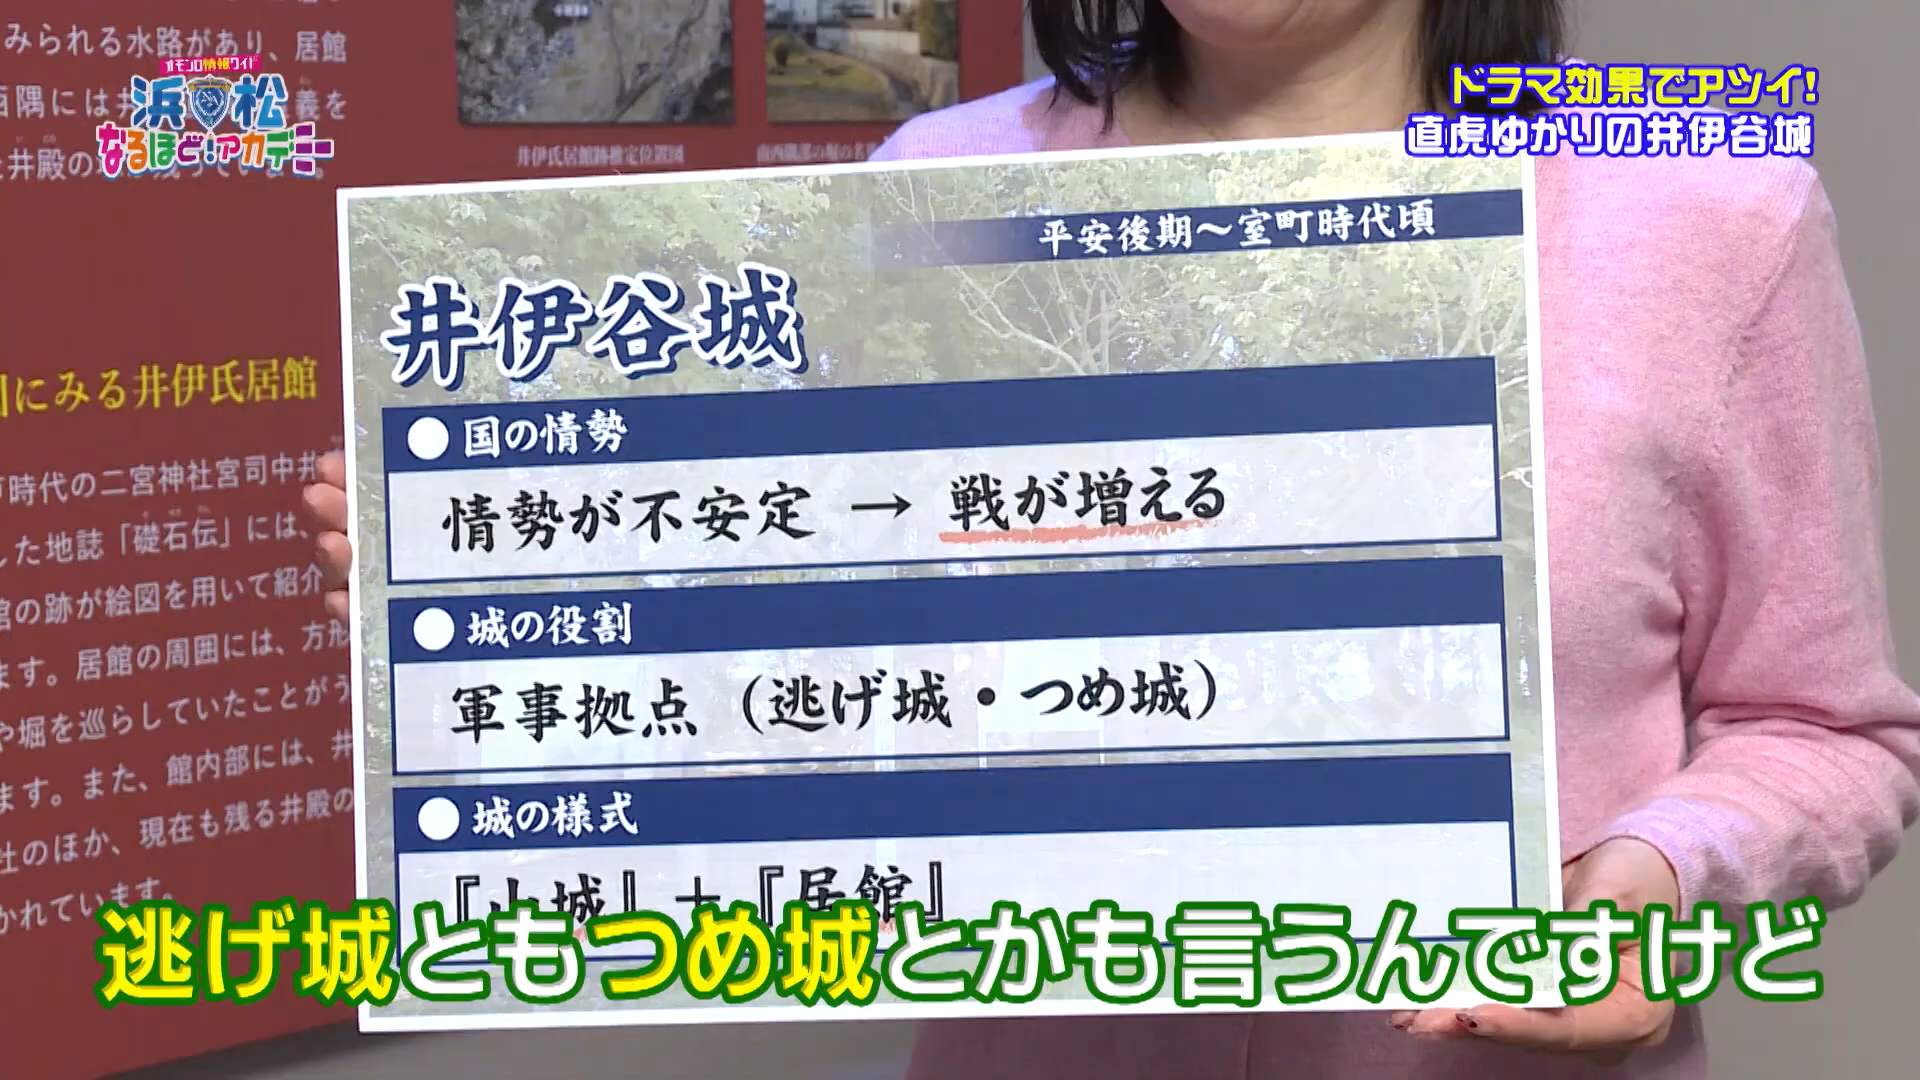 みられる水路があり、居館
西隅には井
義を
井殿の
オモシロ情報ワイド
浜松
なるほど!アカデミー
井伊氏居館跡推定位置図
ドラマ効果でアツイ!
直虎ゆかりの井伊谷城
にみる井伊氏居館
時代の二宮神社宮司中井
した地誌「礎石伝」には、
館の跡が絵図を用いて紹介
ます。居館の周囲には、方形
や堀を巡らしていたことがう
ます。また、館内部には、井
社のほか、現在も残る井殿の
かれています。
平安後期〜室町時代頃
井伊谷城
●国の情勢
情勢が不安定 → 戦が増える
●城の役割
軍事拠点（逃げ城・つめ城）
●城の様式
『山城』＋『居館』
逃げ城ともつめ城とかも言うんですけど